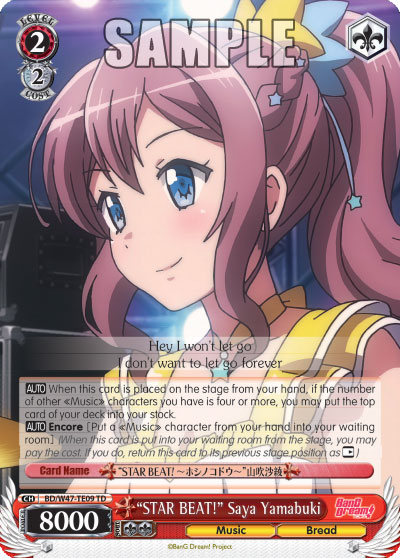 LEVEL
2
2
COST
SAMPLE
Hey I won't let go
I don't want to let go forever
AUTO When this card is placed on the stage from your hand, if the number
of other «Music» characters you have is four or more, you may put the
top card of your deck into your stock.
AUTO Encore [Put a «Music» character from your hand into your waiting
room] (When this card is put into your waiting room from the stage, you may
pay the cost. If you do, return this card to its previous position as )
Card Name
"STAR BEAT! ～ホシノコドウ～"山吹沙綾
CH BD/W47-TE09 TD
"STAR BEAT!" Saya Yamabuki
BanG Dream!
POWER
8000
SOUL
Music
Bread
©BanG Dream! Project